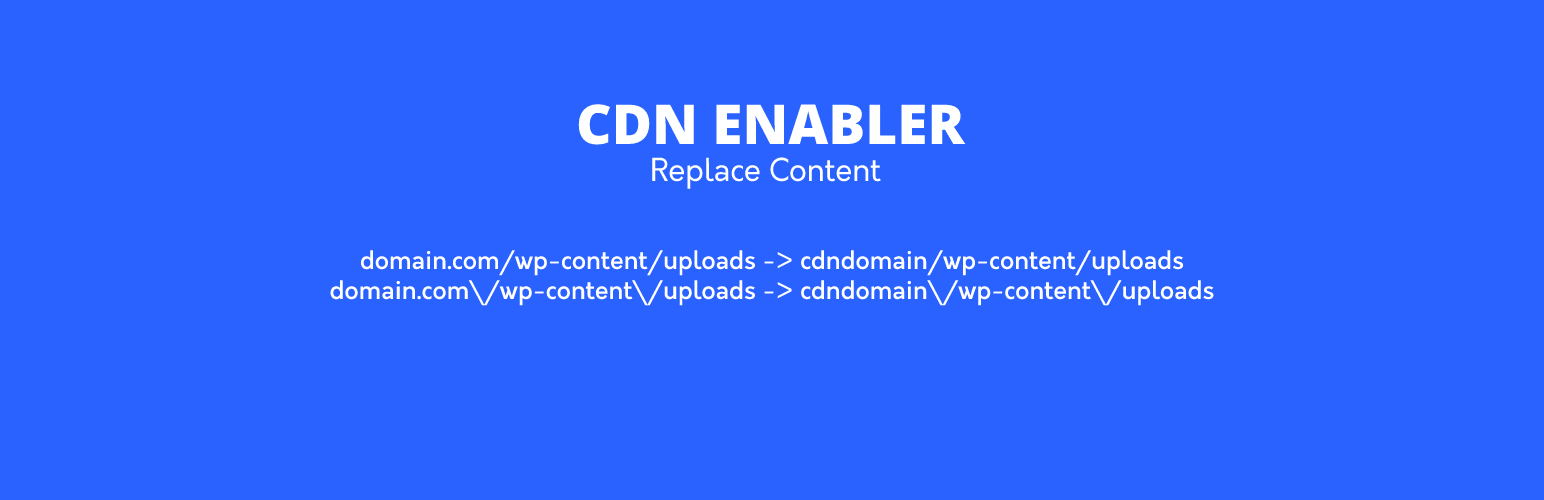 CDN ENABLER
Replace Content
domain.com/wp-content/uploads -> cdndomain/wp-content/uploads
domain.com\/wp-content\/uploads -> cdndomain\/wp-content\/uploads